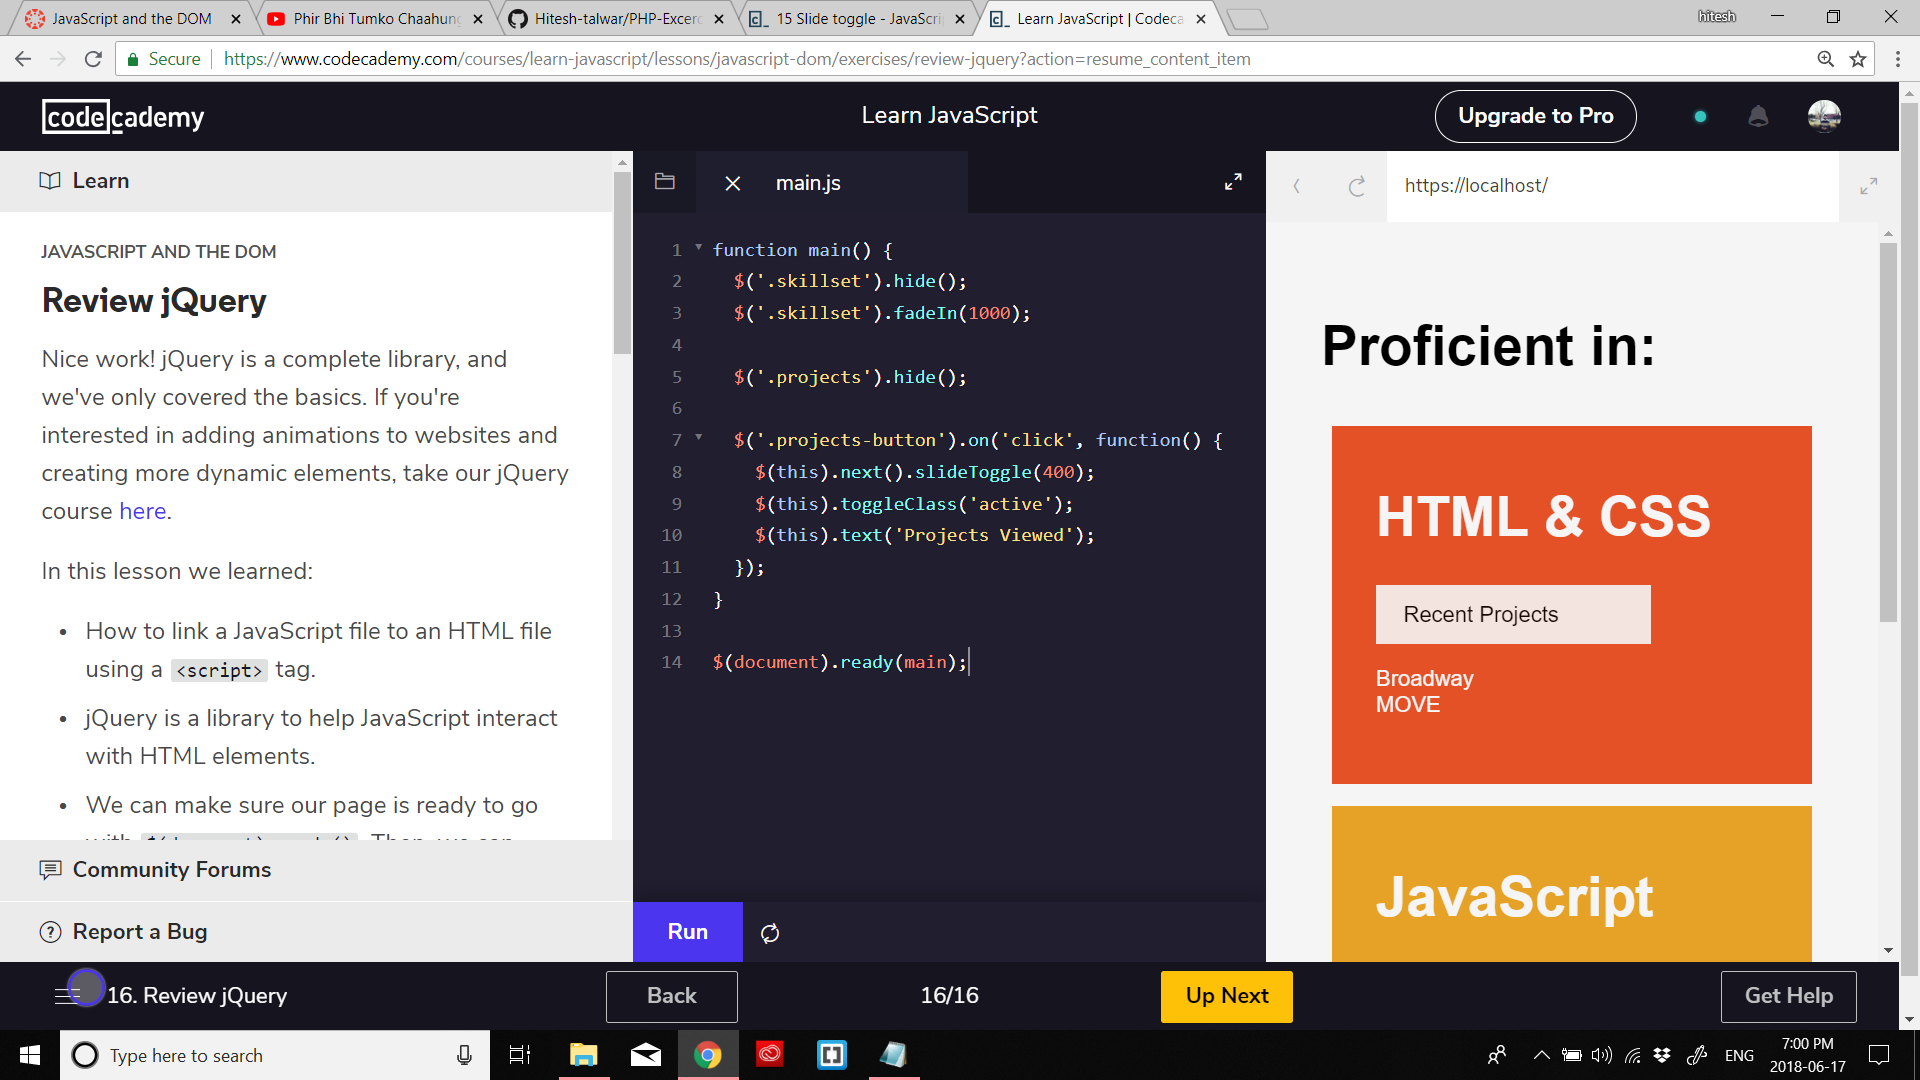 JavaScript and the DOM
Phir Bhi Tumko Chaahung
Hitesh-talwar/PHP-Excerc
15 Slide toggle - JavaScri
Learn JavaScript | Codeca
hitesh
Secure
https://www.codecademy.com/courses/learn-javascript/lessons/javascript-dom/exercises/review-jquery?action=resume_content_item
codecademy
Learn JavaScript
Upgrade to Pro
Learn
JAVASCRIPT AND THE DOM
Review jQuery
Nice work! jQuery is a complete library, and
we've only covered the basics. If you're
interested in adding animations to websites and
creating more dynamic elements, take our jQuery
course here.
In this lesson we learned:
• How to link a JavaScript file to an HTML file
using a <script> tag.
• jQuery is a library to help JavaScript interact
with HTML elements.
• We can make sure our page is ready to go
Community Forums
Report a Bug
main.js
1 function main() {
2 $('.skillset').hide();
3 $('.skillset').fadeIn(1000);
4
5 $('.projects').hide();
6
7 $('.projects-button').on('click', function() {
8 $(this).next().slideToggle(400);
9 $(this).toggleClass('active');
10 $(this).text('Projects Viewed');
11 });
12 }
13
14 $(document).ready(main);
Run
https://localhost/
Proficient in:
HTML & CSS
Recent Projects
Broadway
MOVE
JavaScript
16. Review jQuery
Back
16/16
Up Next
Get Help
Type here to search
ENG
7:00 PM
2018-06-17